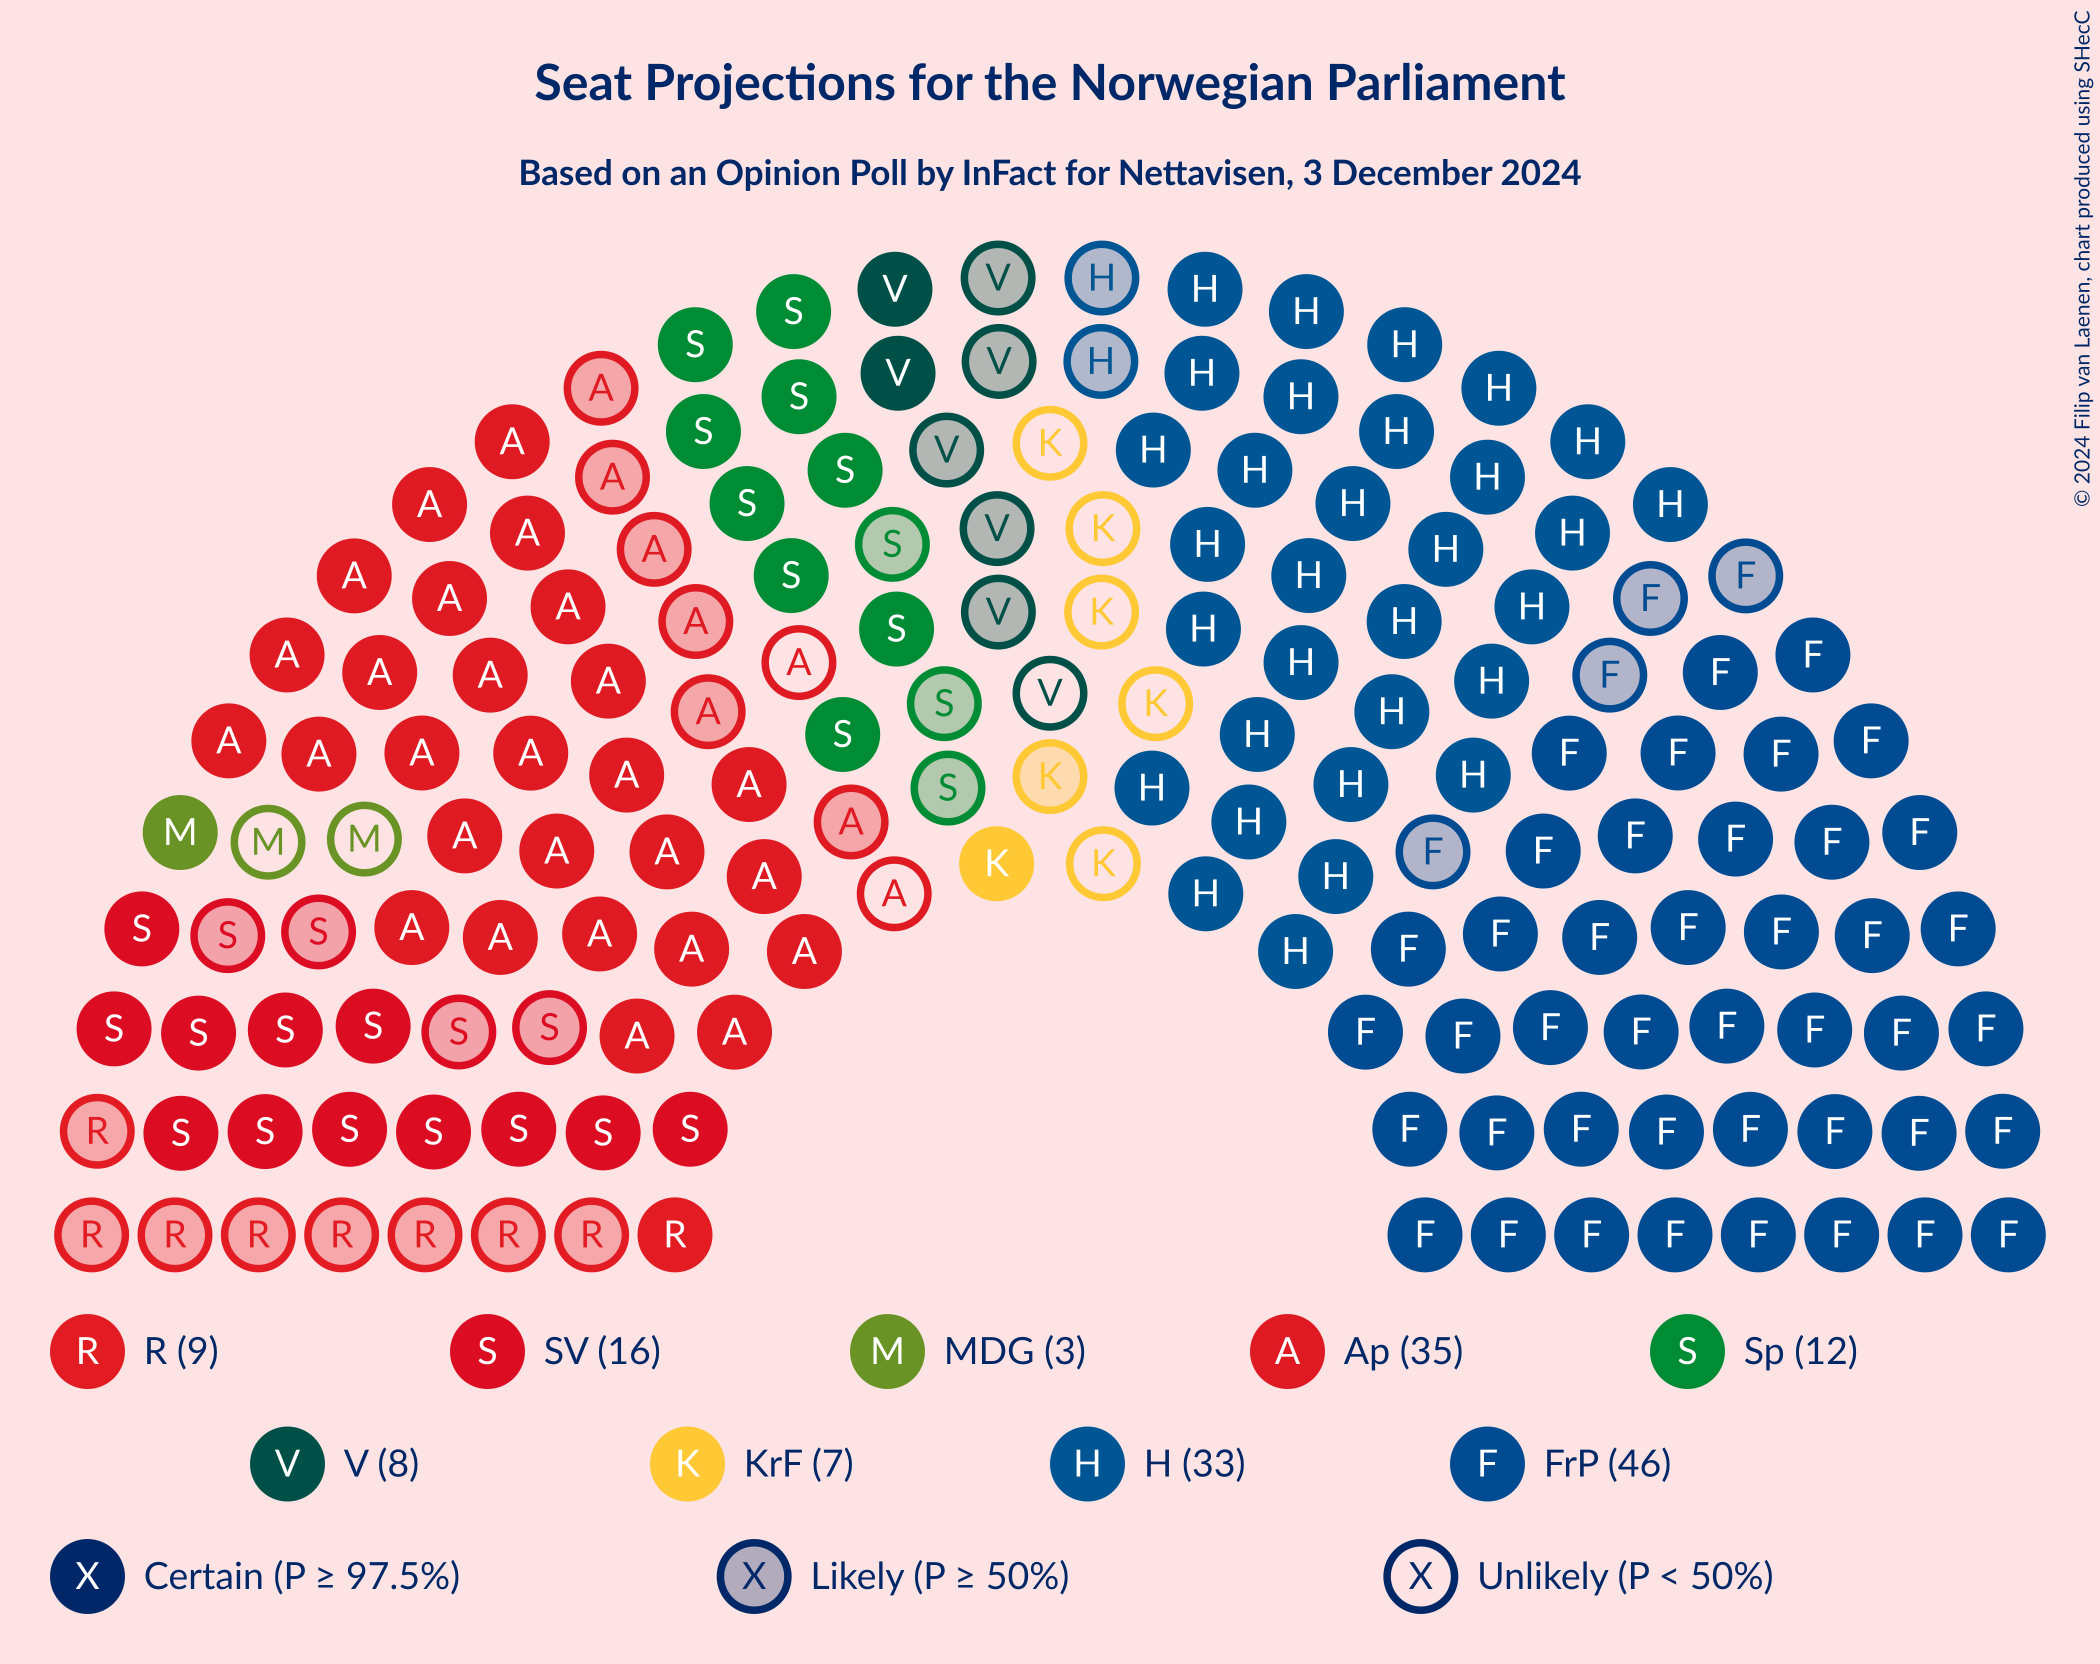 Seat Projections for the Norwegian Parliament
Based on an Opinion Poll by InFact for Nettavisen, 3 December 2024
© 2024 Filip van Laenen, chart produced using SHecC
V V H
S V H H
S V V H H H
A S V H H H
S K H
A A S S V H H H H
A A S V K H H H H
A A S S H H H H
A A A S V K H H H F F
A A A A A S H H H H F
A A A A S V K H H H F F F
A A A A A A S K H H H H F F F F
M M M A A A A A K K H H F F F F F F
S S S A A A A A A H H F F F F F F F
S S S S S S A A F F F F F F F F
R S S S S S S S F F F F F F F F
R R R R R R R R F F F F F F F F
R R (9) S SV (16) M MDG (3) A Ap (35) S Sp (12)
V V (8) K KrF (7) H H (33) F FrP (46)
X Certain (P ≥ 97.5%) X Likely (P ≥ 50%) X Unlikely (P < 50%)